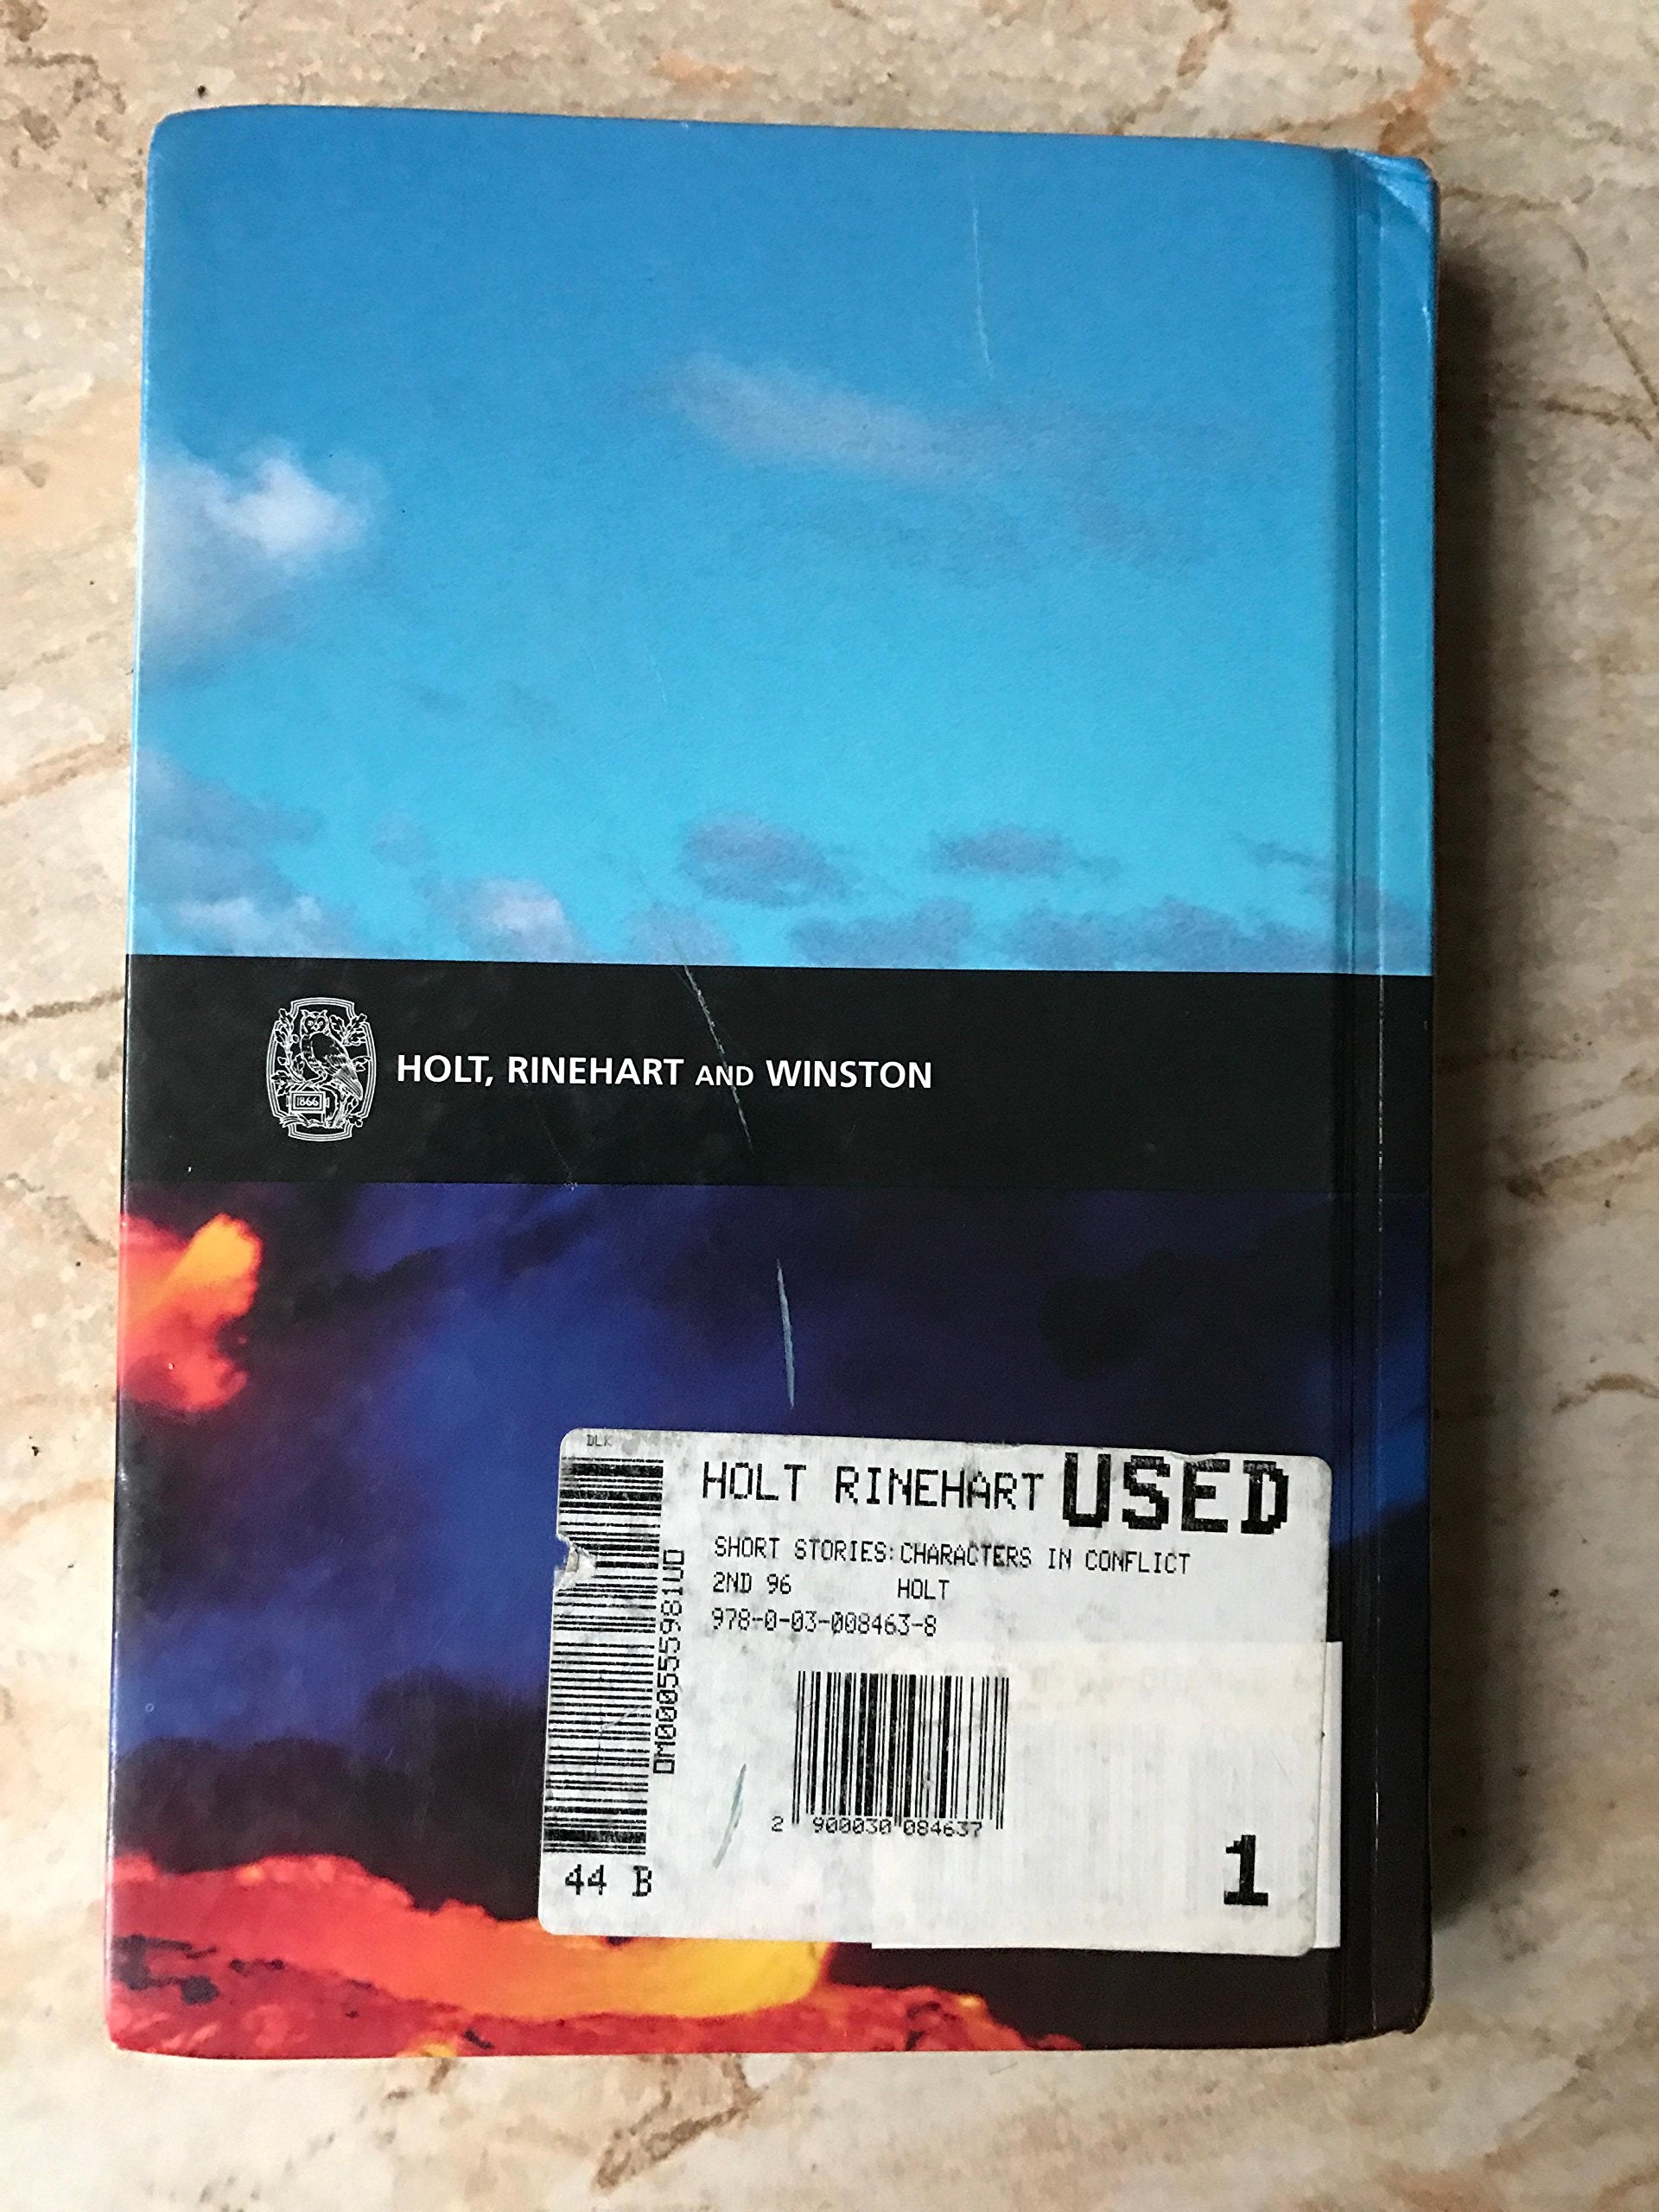 1866
HOLT, RINEHART AND WINSTON
DLK
HOLT RINEHART USED
SHORT STORIES: CHARACTERS IN CONFLICT
2ND 96 HOLT
978-0-03-008463-8
DM000555981UO
2 900030 084637
44 B
1